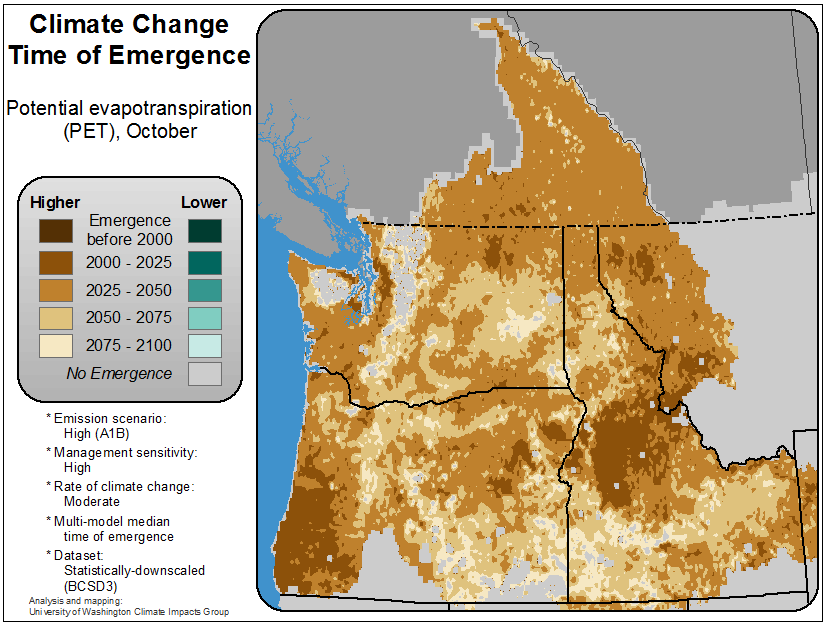 Climate Change
Time of Emergence
Potential evapotranspiration
(PET), October
Higher
Lower
Emergence
before 2000
2000 - 2025
2025 - 2050
2050 - 2075
2075 - 2100
No Emergence
* Emission scenario:
High (A1B)
* Management sensitivity:
High
* Rate of climate change:
Moderate
* Multi-model median
time of emergence
* Dataset:
Statistically-downscaled
(BCSD3)
Analysis and mapping:
University of Washington Climate Impacts Group